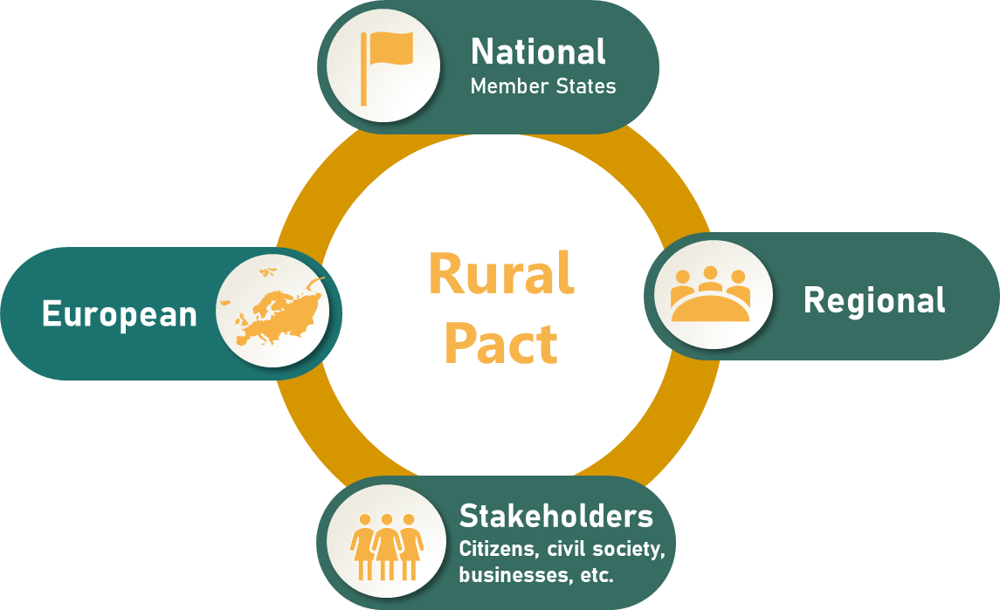 National
Member States
Rural
Pact
European
Regional
Stakeholders
Citizens, civil society,
businesses, etc.